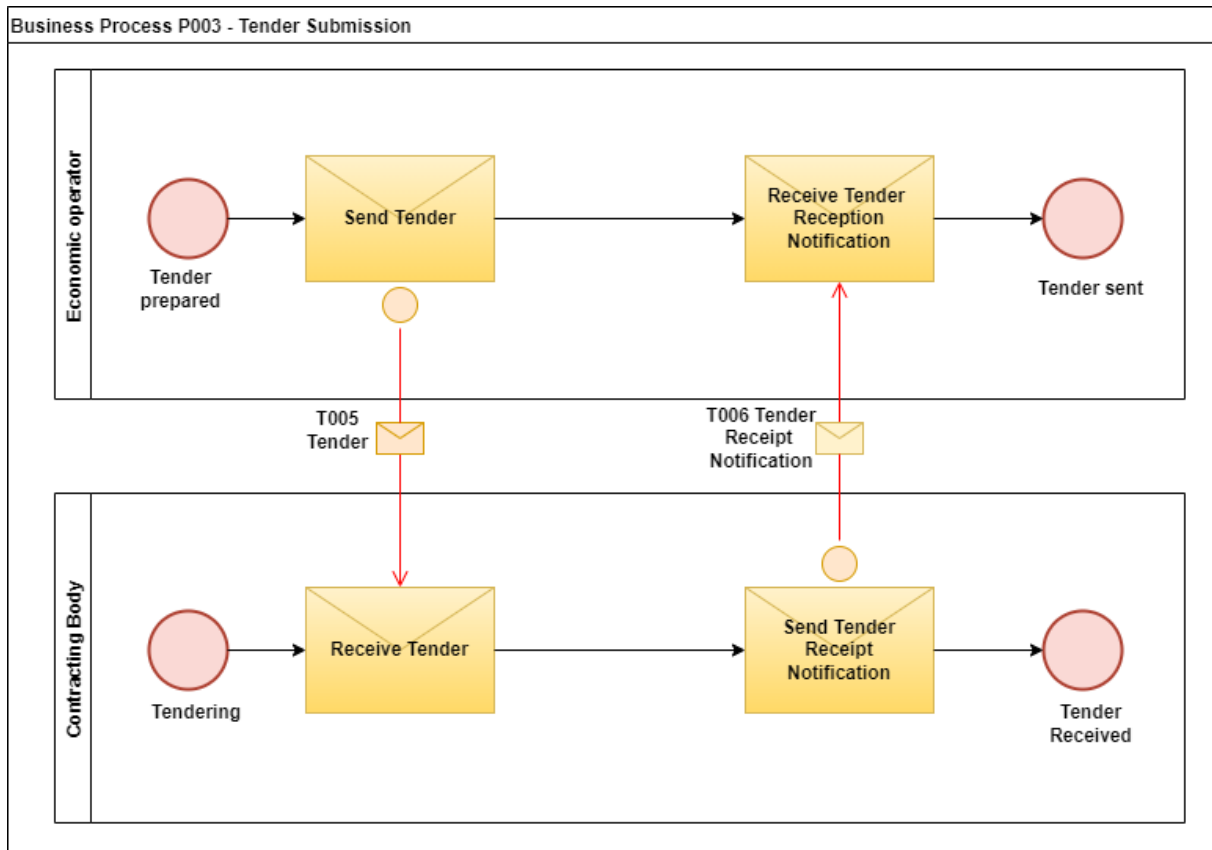 Business Process P003 - Tender Submission
Economic operator
Tender
prepared
Send Tender
Receive Tender
Reception
Notification
Tender sent
T005
Tender
T006 Tender
Receipt
Notification
Contracting Body
Tendering
Receive Tender
Send Tender
Receipt
Notification
Tender
Received